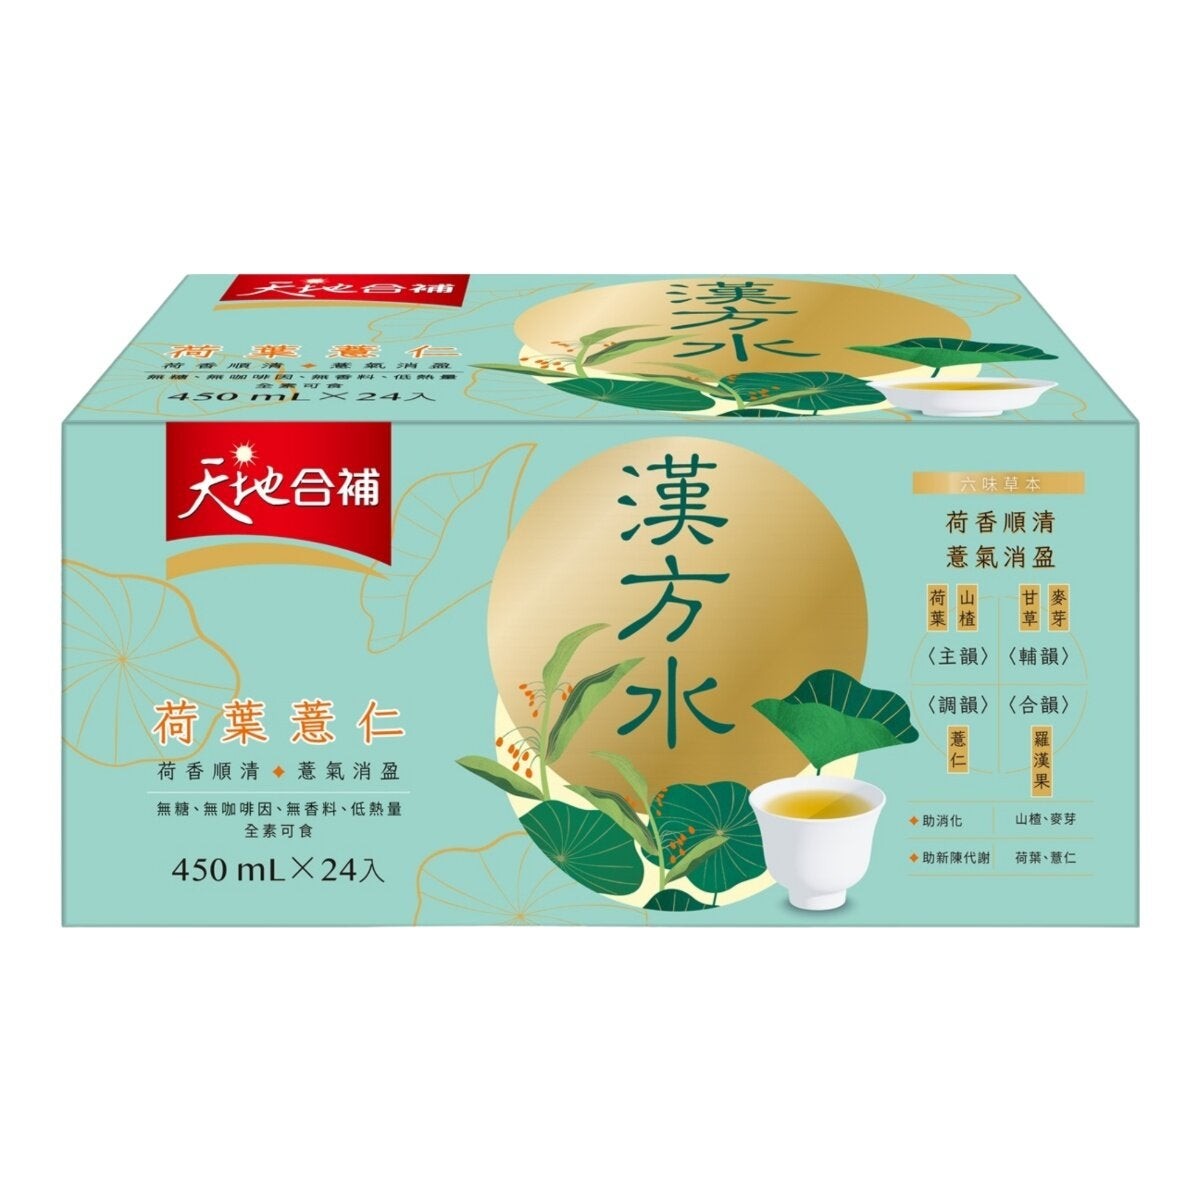 天地合補
漢方水
荷葉薏仁
荷香順清◆薏氣消盈
無糖、無咖啡因、無香料、低熱量
全素可食
450 mL×24入
天地合補
漢方水
荷葉薏仁
荷香順清◆薏氣消盈
無糖、無咖啡因、無香料、低熱量
全素可食
450 mL×24入
六味草本
荷香順清
薏氣消盈
荷葉 山楂 甘草 麥芽
〈主韻〉〈輔韻〉
〈調韻〉〈合韻〉
薏仁 羅漢果
◆助消化 山楂、麥芽
◆助新陳代謝 荷葉、薏仁